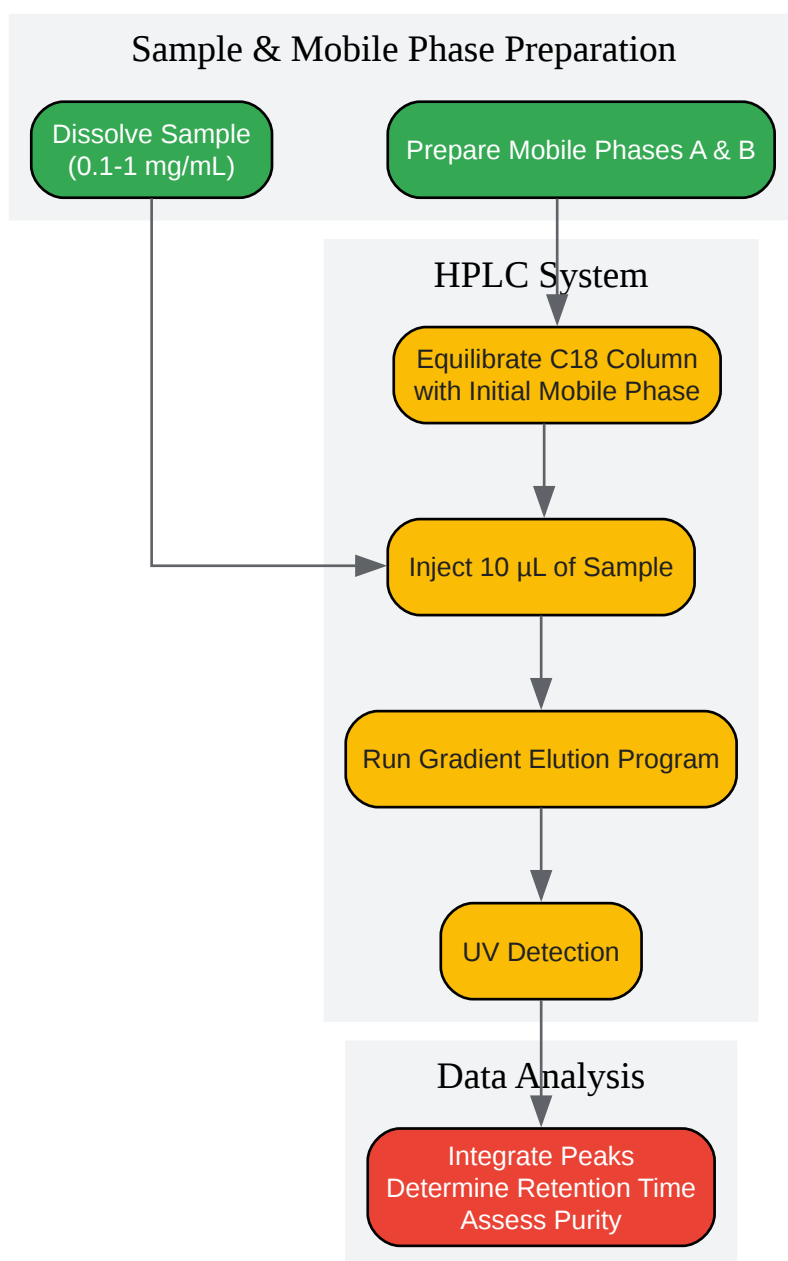 Sample & Mobile Phase Preparation
Dissolve Sample
(0.1-1 mg/mL)
Prepare Mobile Phases A & B
HPLC System
Equilibrate C18 Column
with Initial Mobile Phase
Inject 10 µL of Sample
Run Gradient Elution Program
UV Detection
Data Analysis
Integrate Peaks
Determine Retention Time
Assess Purity